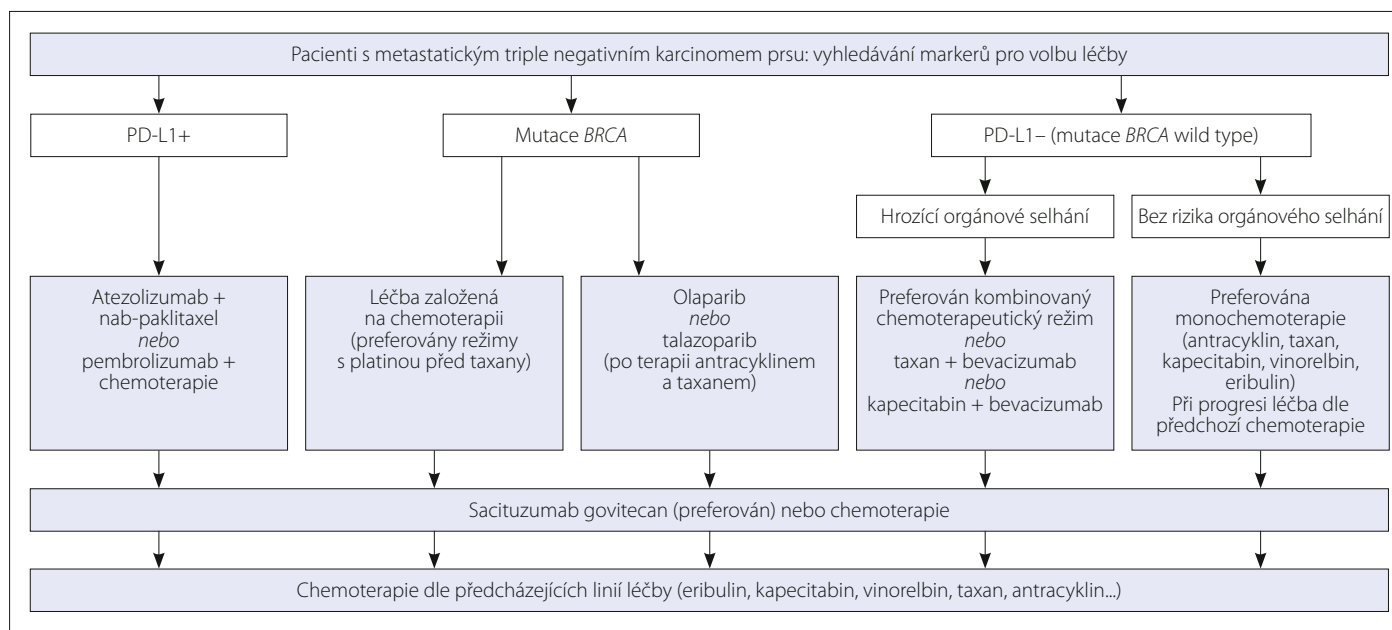 Pacienti s metastatickým triple negativním karcinomem prsu: vyhledávání markerů pro volbu léčby
PD-L1+
Mutace BRCA
PD-L1– (mutace BRCA wild type)
Hrozící orgánové selhání
Bez rizika orgánového selhání
Atezolizumab +
nab-paklitaxel
nebo
pembrolizumab +
chemoterapie
Léčba založená
na chemoterapii
(preferovány režimy
s platinou před taxany)
Olaparib
nebo
talazoparib
(po terapii antracyklinem
a taxanem)
Preferován kombinovaný
chemoterapeutický režim
nebo
taxan + bevacizumab
nebo
kapecitabin + bevacizumab
Preferována
monochemoterapie
(antracyklin, taxan,
kapecitabin, vinorelbin,
eribulin)
Při progresi léčba dle
předchozí chemoterapie
Sacituzumab govitecan (preferován) nebo chemoterapie
Chemoterapie dle předcházejících linií léčby (eribulin, kapecitabin, vinorelbin, taxan, antracyklin...)